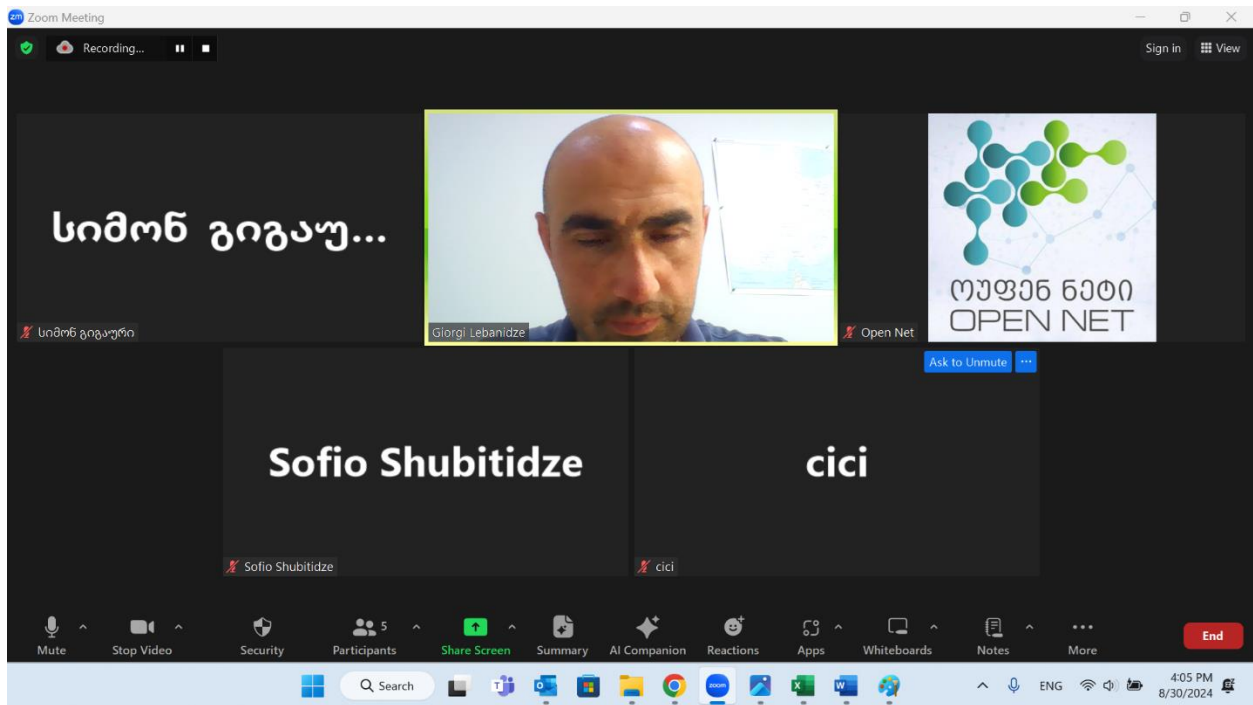 zm Zoom Meeting
Recording...
Sign in View
სიმონ გიგაუ...
სიმონ გიგაური
Giorgi Lebanidze
ოუფენ ნეტი
OPEN NET
Open Net
Ask to Unmute ...
Sofio Shubitidze
cici
Sofio Shubitidze
cici
5
Mute Stop Video Security Participants Share Screen Summary AI Companion Reactions Apps Whiteboards Notes More End
Search ENG 4:05 PM
8/30/2024